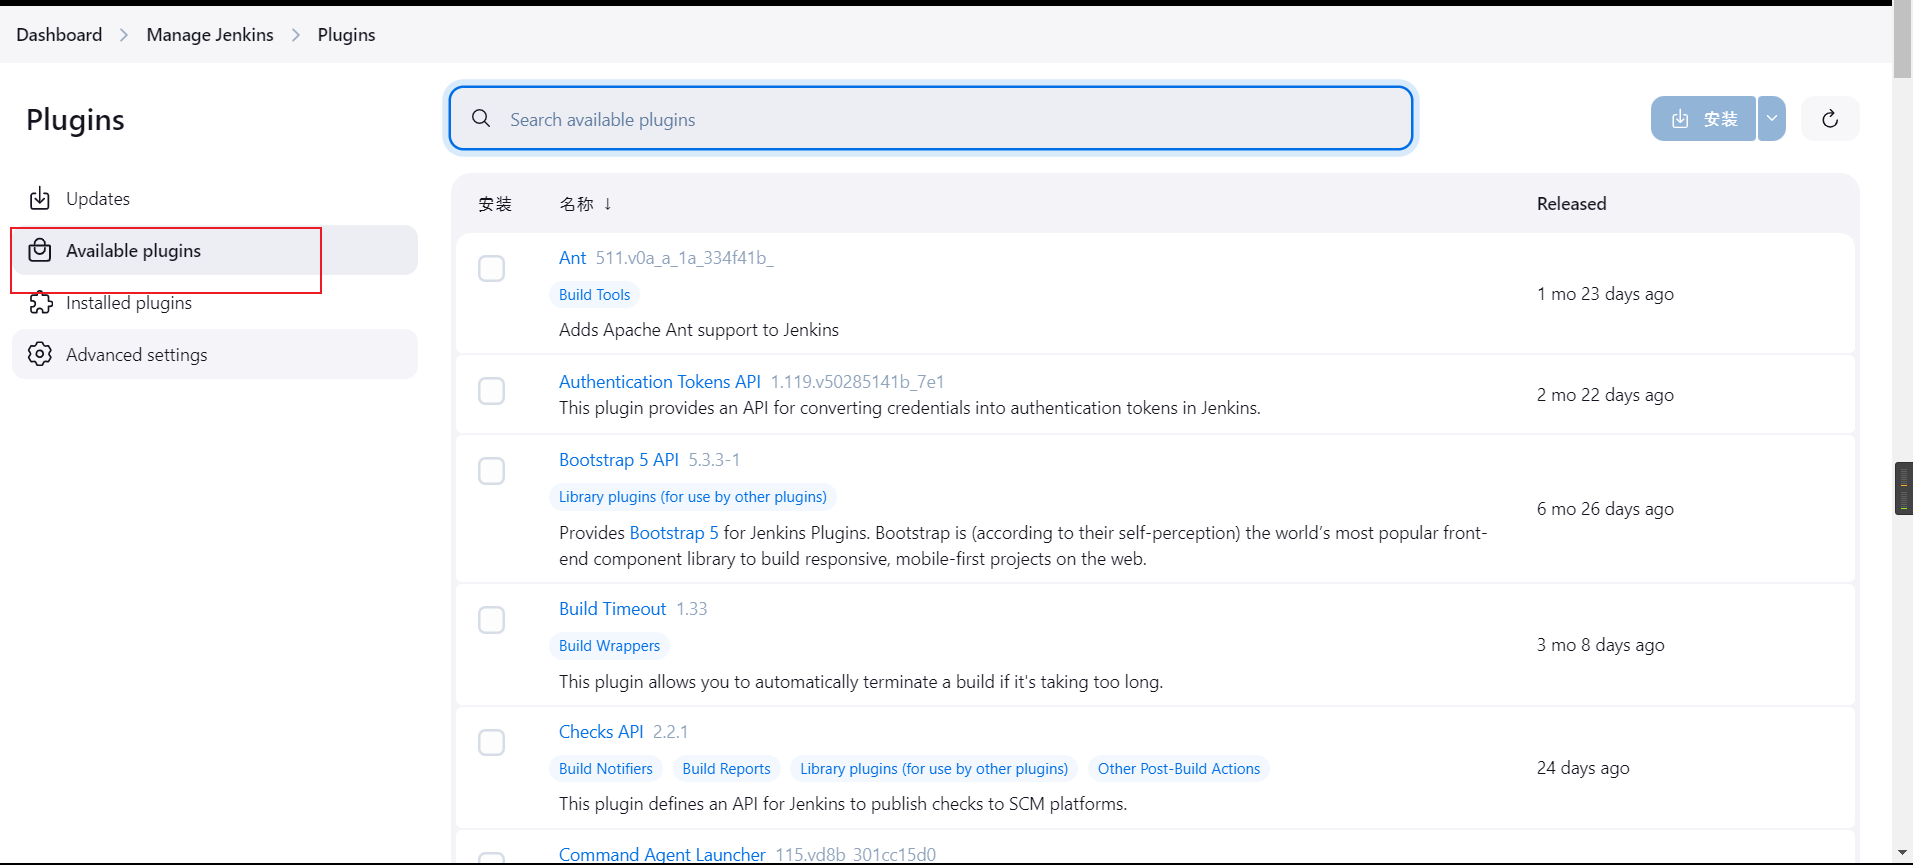 Dashboard > Manage Jenkins > Plugins
Plugins
Search available plugins
安装
Updates
Available plugins
Installed plugins
Advanced settings
安装 名称 ↓ Released
Ant 511.v0a_a_1a_334f41b_
Build Tools
Adds Apache Ant support to Jenkins
1 mo 23 days ago
Authentication Tokens API 1.119.v50285141b_7e1
This plugin provides an API for converting credentials into authentication tokens in Jenkins.
2 mo 22 days ago
Bootstrap 5 API 5.3.3-1
Library plugins (for use by other plugins)
Provides Bootstrap 5 for Jenkins Plugins. Bootstrap is (according to their self-perception) the world’s most popular front-
end component library to build responsive, mobile-first projects on the web.
6 mo 26 days ago
Build Timeout 1.33
Build Wrappers
This plugin allows you to automatically terminate a build if it's taking too long.
3 mo 8 days ago
Checks API 2.2.1
Build Notifiers Build Reports Library plugins (for use by other plugins) Other Post-Build Actions
This plugin defines an API for Jenkins to publish checks to SCM platforms.
24 days ago
Command Agent Launcher 115.vd8b_301cc15d0